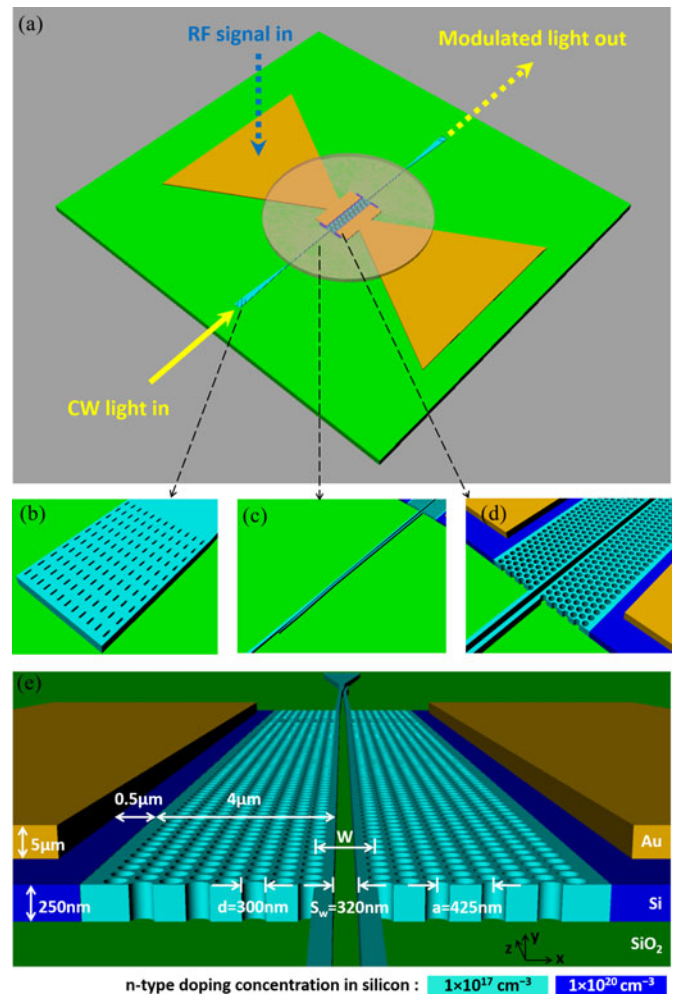 (a)
RF signal in
Modulated light out
CW light in
(b)
(c)
(d)
(e)
0.5μm
4μm
W
5μm
Au
250nm
d=300nm
Sw=320nm
a=425nm
Si
SiO₂
y
z
x
n-type doping concentration in silicon : 1×10¹⁷ cm⁻³ 1×10²⁰ cm⁻³